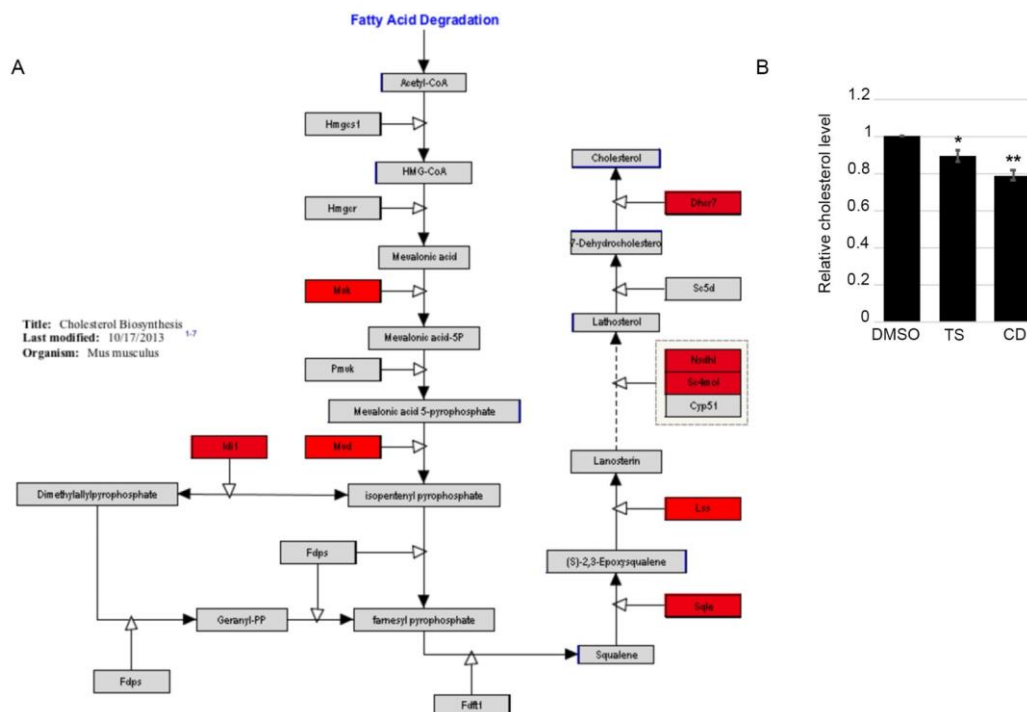 Fatty Acid Degradation
A
Acetyl-CoA
Hmgcs1
HMG-CoA
Hmgcr
Mevalonic acid
Mvk
Mevalonic acid-5P
Pmvk
Mevalonic acid 5-pyrophosphate
Idi1
Mvd
Dimethylallylpyrophosphate
isopentenyl pyrophosphate
Fdps
Geranyl-PP
farnesyl pyrophosphate
Fdps
Fdft1
Title: Cholesterol Biosynthesis
Last modified: 10/17/2013 1-7
Organism: Mus musculus
Cholesterol
Dhcr7
7-Dehydrocholestero
Sc5d
Lathosterol
Nsdhl
Sc4mol
Cyp51
Lanosterin
Lss
(S)-2,3-Epoxysqualene
Sqle
Squalene
B
Relative cholesterol level
1.2
1
0.8
0.6
0.4
0.2
0
*
**
DMSO TS CD